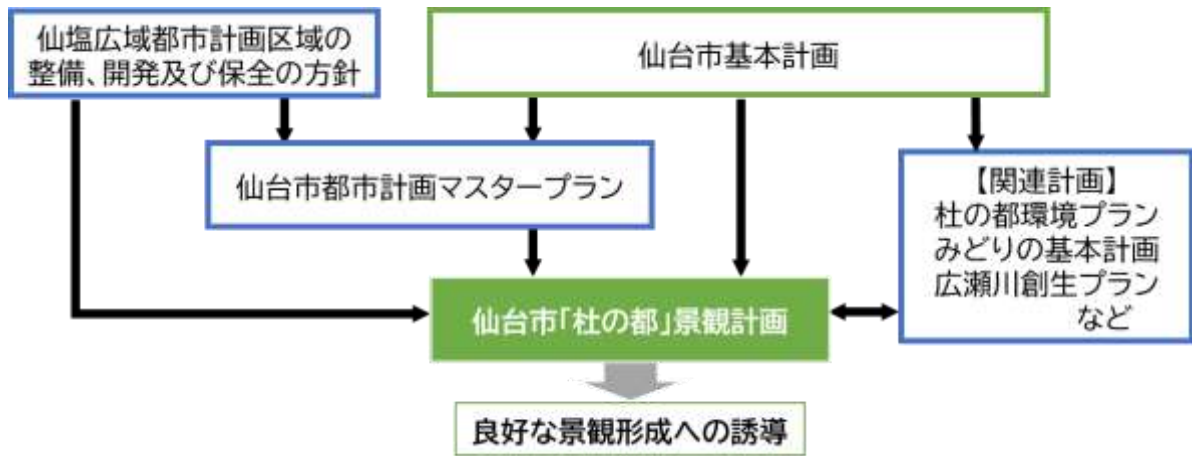 仙塩広域都市計画区域の
整備、開発及び保全の方針
仙台市基本計画
仙台市都市計画マスタープラン
【関連計画】
杜の都環境プラン
みどりの基本計画
広瀬川創生プラン
など
仙台市「杜の都」景観計画
良好な景観形成への誘導